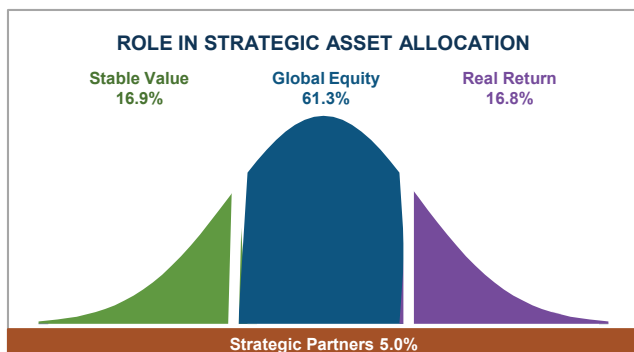 ROLE IN STRATEGIC ASSET ALLOCATION
Stable Value
16.9%
Global Equity
61.3%
Real Return
16.8%
Strategic Partners 5.0%